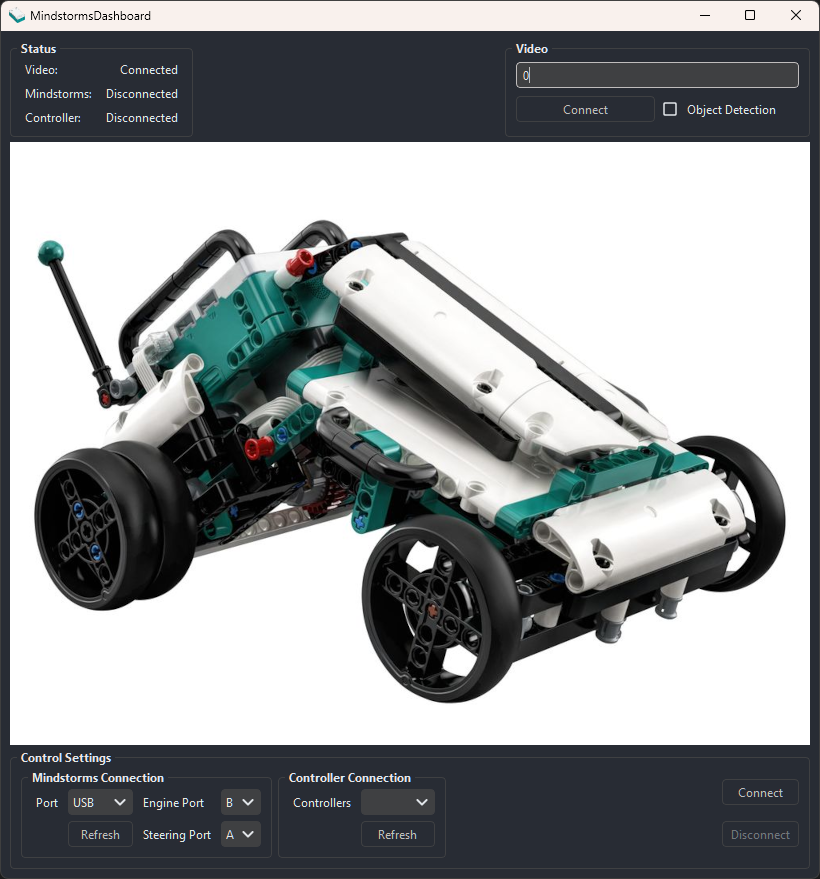 MindstormsDashboard
Status
Video: Connected
Mindstorms: Disconnected
Controller: Disconnected
Video
0
Connect
Object Detection
Control Settings
Mindstorms Connection
Port USB Engine Port B
Refresh Steering Port A
Controller Connection
Controllers
Refresh
Connect
Disconnect